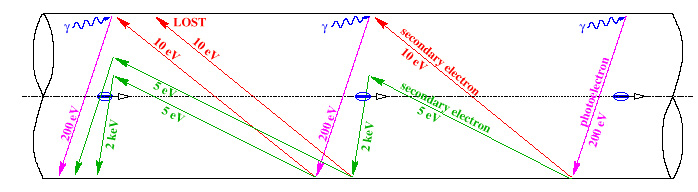 γ
LOST
γ
γ
10 eV
10 eV
secondary electron
10 eV
5 eV
5 eV
secondary electron
5 eV
photoelectron
200 eV
200 eV
200 eV
2 keV
2 keV